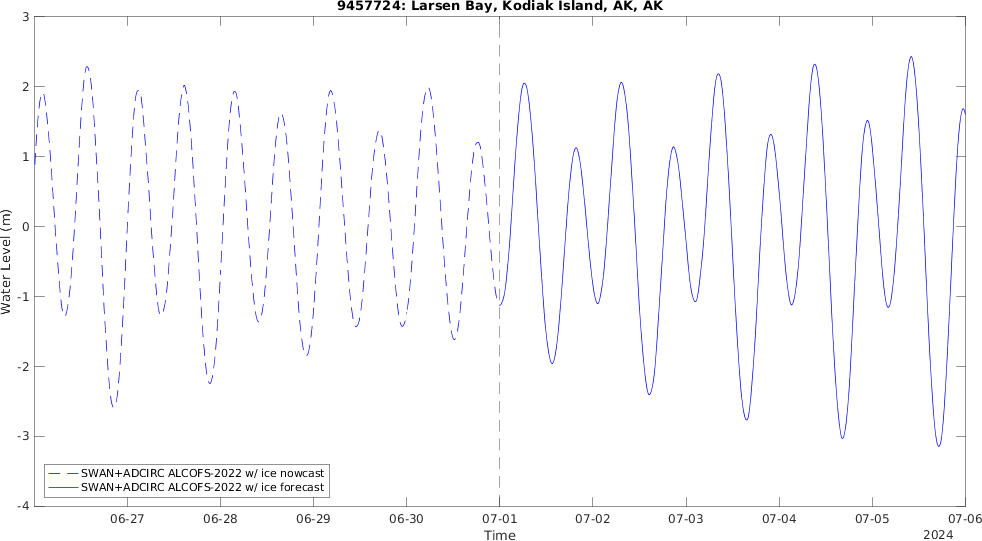 9457724: Larsen Bay, Kodiak Island, AK, AK
3
2
1
0
-1
-2
-3
-4
Water Level (m)
SWAN+ADCIRC ALCOFS-2022 w/ ice nowcast
SWAN+ADCIRC ALCOFS-2022 w/ ice forecast
06-27 06-28 06-29 06-30 07-01 07-02 07-03 07-04 07-05 07-06
Time
2024